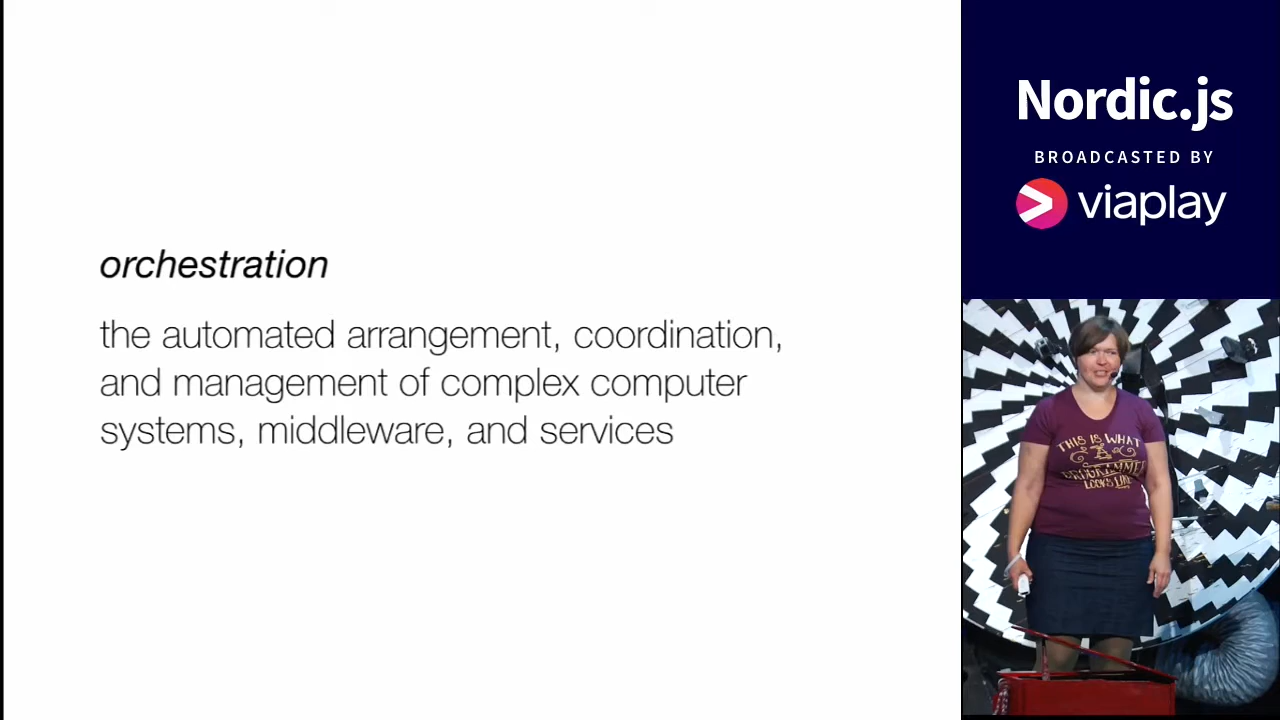 orchestration
the automated arrangement, coordination,
and management of complex computer
systems, middleware, and services
Nordic.js
BROADCASTED BY
viaplay
THIS IS WHAT
A
PROGRAMMER
LOOKS LIKE